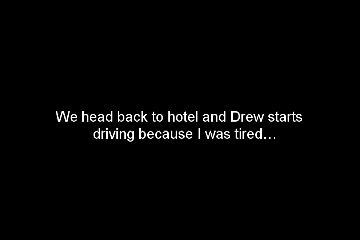 We head back to hotel and Drew starts
driving because I was tired…